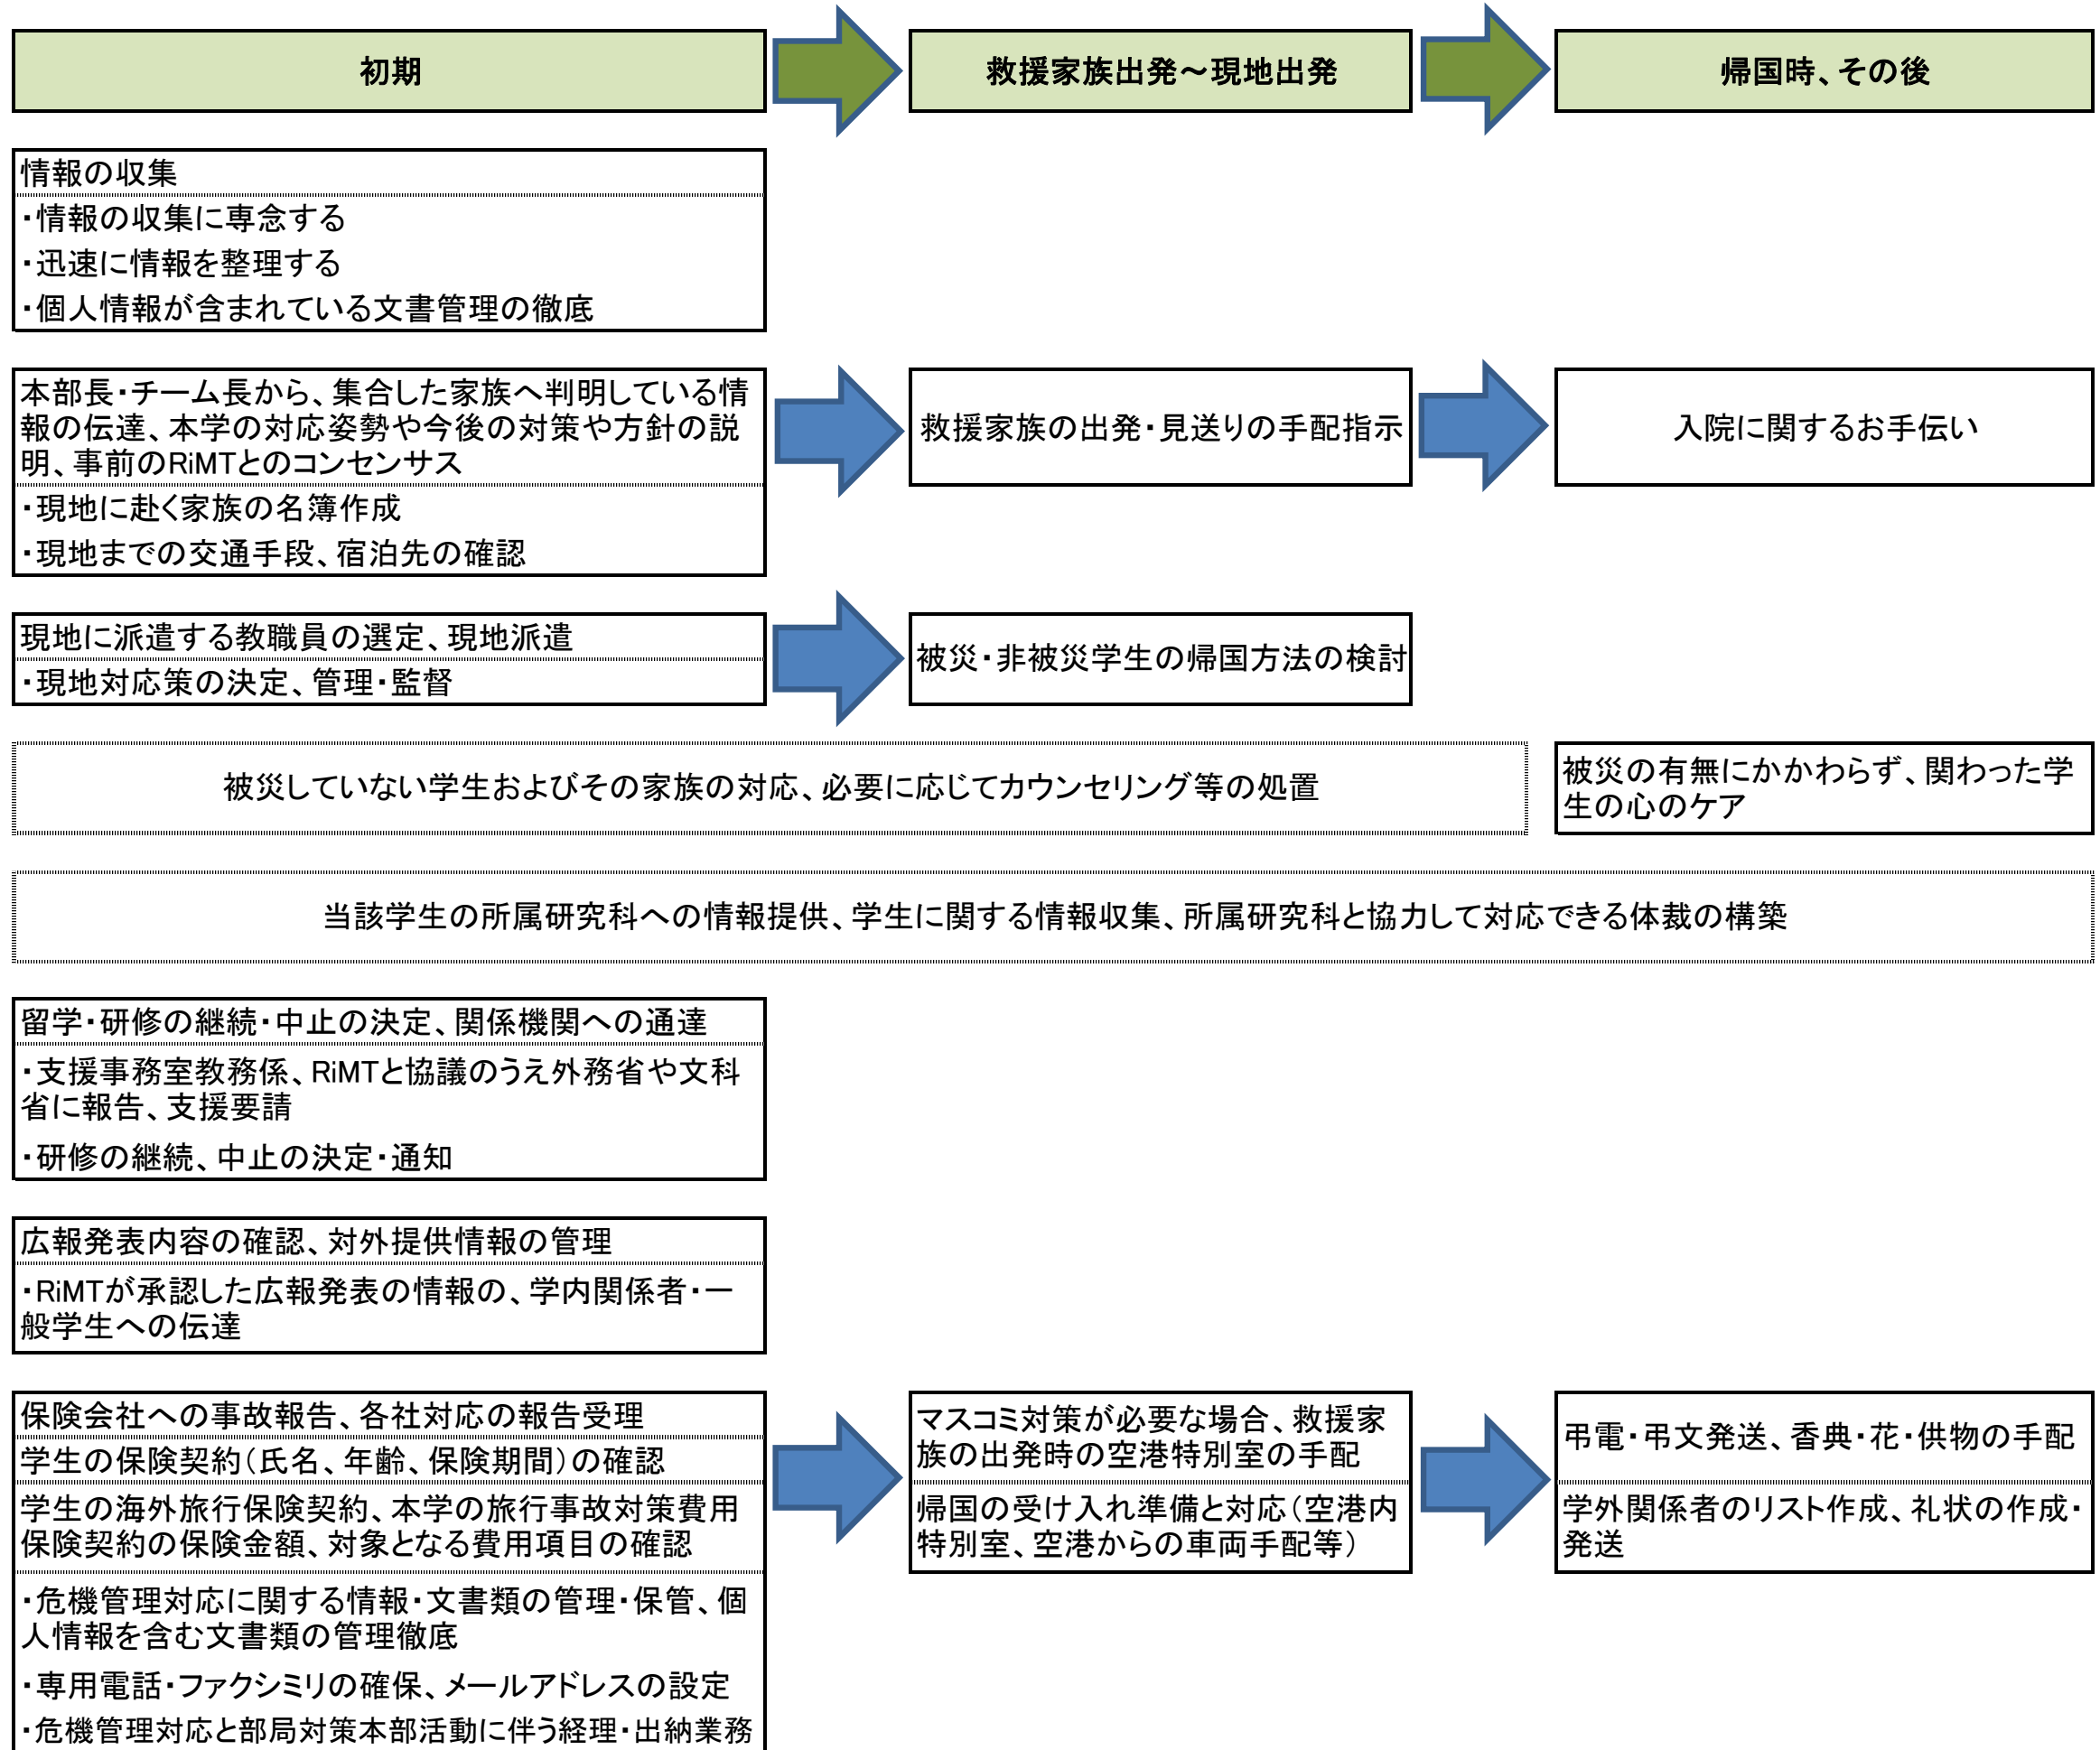 初期
救援家族出発～現地出発
帰国時、その後
情報の収集
・情報の収集に専念する
・迅速に情報を整理する
・個人情報が含まれている文書管理の徹底
本部長・チーム長から、集合した家族へ判明している情
報の伝達、本学の対応姿勢や今後の対策や方針の説
明、事前のRiMTとのコンセンサス
・現地に赴く家族の名簿作成
・現地までの交通手段、宿泊先の確認
救援家族の出発・見送りの手配指示
入院に関するお手伝い
現地に派遣する教職員の選定、現地派遣
・現地対応策の決定、管理・監督
被災・非被災学生の帰国方法の検討
被災していない学生およびその家族の対応、必要に応じてカウンセリング等の処置
被災の有無にかかわらず、関わった学
生の心のケア
当該学生の所属研究科への情報提供、学生に関する情報収集、所属研究科と協力して対応できる体裁の構築
留学・研修の継続・中止の決定、関係機関への通達
・支援事務室教務係、RiMTと協議のうえ外務省や文科
省に報告、支援要請
・研修の継続、中止の決定・通知
広報発表内容の確認、対外提供情報の管理
・RiMTが承認した広報発表の情報の、学内関係者・一
般学生への伝達
保険会社への事故報告、各社対応の報告受理
学生の保険契約（氏名、年齢、保険期間）の確認
学生の海外旅行保険契約、本学の旅行事故対策費用
保険契約の保険金額、対象となる費用項目の確認
・危機管理対応に関する情報・文書類の管理・保管、個
人情報を含む文書類の管理徹底
・専用電話・ファクシミリの確保、メールアドレスの設定
・危機管理対応と部局対策本部活動に伴う経理・出納業務
マスコミ対策が必要な場合、救援家
族の出発時の空港特別室の手配
帰国の受け入れ準備と対応（空港内
特別室、空港からの車両手配等）
弔電・弔文発送、香典・花・供物の手配
学外関係者のリスト作成、礼状の作成・
発送